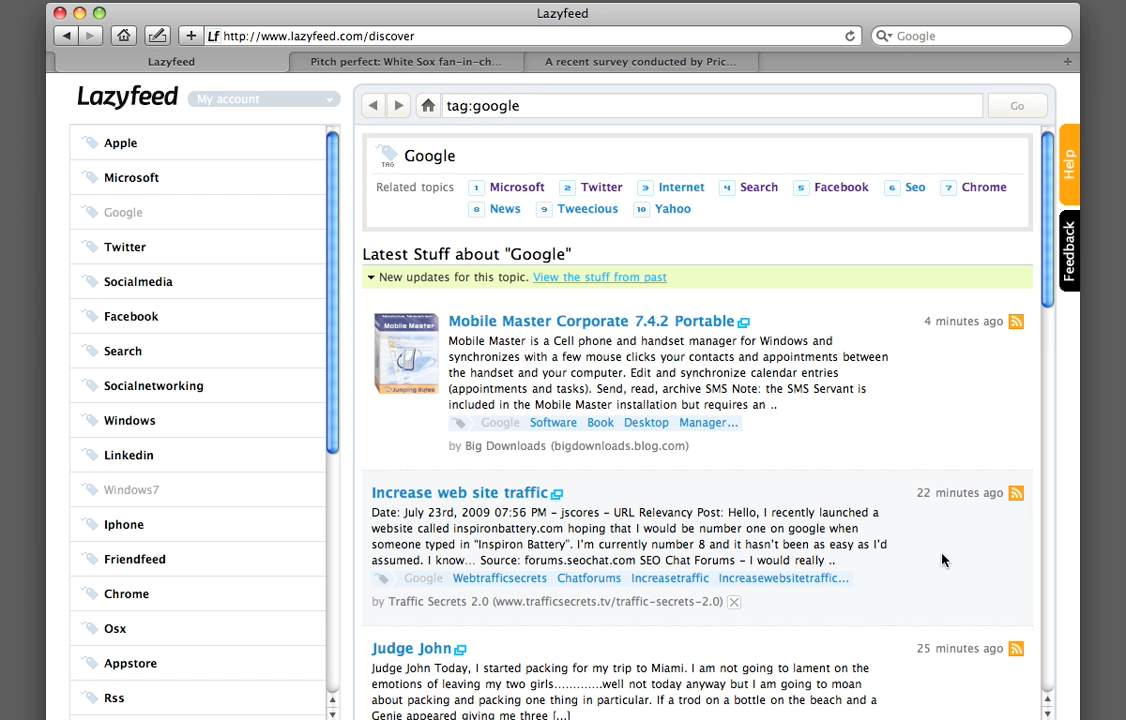 Lazyfeed
Lf http://www.lazyfeed.com/discover
Google
Lazyfeed
Pitch perfect: White Sox fan-in-ch...
A recent survey conducted by Pric...
Lazyfeed
My account
Apple
Microsoft
Google
Twitter
Socialmedia
Facebook
Search
Socialnetworking
Windows
Linkedin
Windows7
Iphone
Friendfeed
Chrome
Osx
Appstore
Rss
tag:google
Go
Help
Feedback
TAG
Google
Related topics 1 Microsoft 2 Twitter 3 Internet 4 Search 5 Facebook 6 Seo 7 Chrome
8 News 9 Tweecious 10 Yahoo
Latest Stuff about "Google"
New updates for this topic. View the stuff from past
Mobile Master
Jumping Bytes
Mobile Master Corporate 7.4.2 Portable
4 minutes ago
Mobile Master is a Cell phone and handset manager for Windows and
synchronizes with a few mouse clicks your contacts and appointments between
the handset and your computer. Edit and synchronize calendar entries
(appointments and tasks). Send, read, archive SMS Note: the SMS Servant is
included in the Mobile Master installation but requires an ..
Google Software Book Desktop Manager...
by Big Downloads (bigdownloads.blog.com)
Increase web site traffic
22 minutes ago
Date: July 23rd, 2009 07:56 PM – jscores – URL Relevancy Post: Hello, I recently launched a
website called inspironbattery.com hoping that I would be number one on google when
someone typed in “Inspiron Battery”. I’m currently number 8 and it hasn’t been as easy as I’d
assumed. I know... Source: forums.seochat.com SEO Chat Forums – I would really ..
Google Webtrafficsecrets Chatforums Increasetraffic Increasewebsitetraffic...
by Traffic Secrets 2.0 (www.trafficsecrets.tv/traffic-secrets-2.0)
Judge John
25 minutes ago
Judge John Today, I started packing for my trip to Miami. I am not going to lament on the
emotions of leaving my two girls............well not today anyway but I am going to moan
about packing and packing one thing in particular. If a trod on a bottle on the beach and a
Genie appeared giving me three [...]